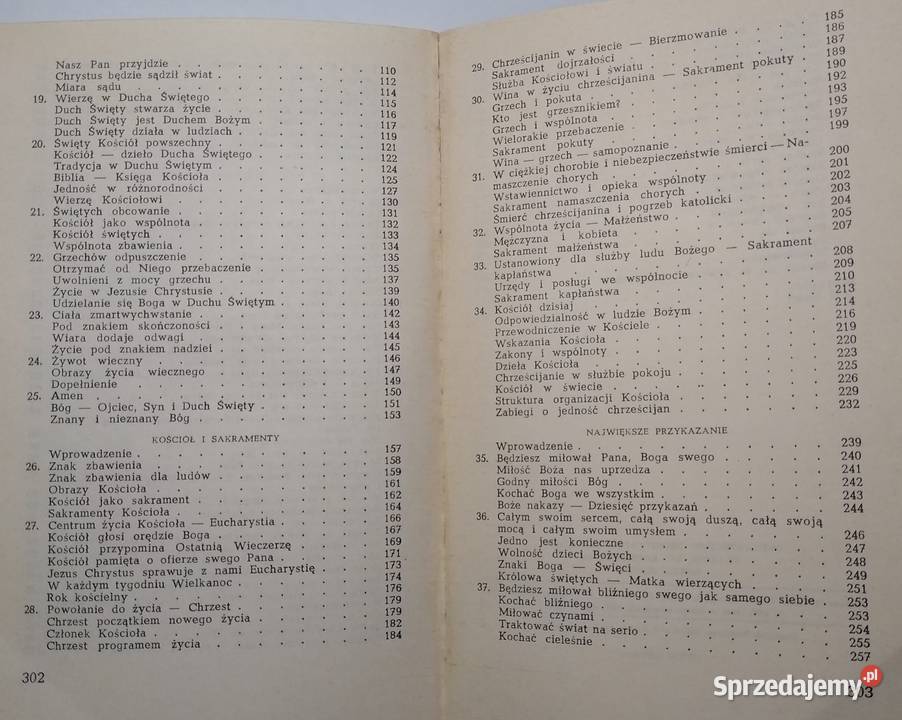 Nasz Pan przyjdzie 110
Chrystus będzie sądził świat 112
Miara sądu 114
19. Wierzę w Ducha Świętego 115
Duch Święty stwarza życie 116
Duch Święty jest Duchem Bożym 117
Duch Święty działa w ludziach 119
20. Święty Kościół powszechny 121
Kościół — dzieło Ducha Świętego 122
Tradycja w Duchu Świętym 124
Biblia — Księga Kościoła 125
Jedność w różnorodności 127
Wierzę Kościołowi 130
21. Świętych obcowanie 131
Kościół jako wspólnota 132
Kościół świętych 133
Wspólnota zbawienia 134
22. Grzechów odpuszczenie 135
Otrzymać od Niego przebaczenie 135
Uwolnieni z mocy grzechu 137
Życie w Jezusie Chrystusie 139
Udzielanie się Boga w Duchu Świętym 140
23. Ciała zmartwychwstanie 142
Pod znakiem skończoności 143
Wiara dodaje odwagi 144
Życie pod znakiem nadziei 145
24. Żywot wieczny 146
Obrazy życia wiecznego 147
Dopełnienie 149
25. Amen 150
Bóg — Ojciec, Syn i Duch Święty 151
Znany i nieznany Bóg 153
KOŚCIÓŁ I SAKRAMENTY
Wprowadzenie 157
26. Znak zbawienia 158
Znak zbawienia dla ludów 159
Obrazy Kościoła 161
Kościół jako sakrament 162
Sakramenty Kościoła 164
27. Centrum życia Kościoła — Eucharystia 166
Kościół głosi orędzie Boga 167
Kościół przypomina Ostatnią Wieczerzę 169
Kościół pamięta o ofierze swego Pana 171
Jezus Chrystus sprawuje z nami Eucharystię 173
W każdym tygodniu Wielkanoc 174
Rok kościelny 176
28. Powołanie do życia — Chrzest 179
Chrzest początkiem nowego życia 179
Członek Kościoła 182
Chrzest programem życia 184
302
29. Chrześcijanin w świecie — Bierzmowanie 185
Sakrament dojrzałości 186
Służba Kościołowi i światu 187
30. Wina w życiu chrześcijanina — Sakrament pokuty 189
Grzech i pokuta 190
Kto jest grzesznikiem? 192
Grzech i wspólnota 193
Wielorakie przebaczenie 195
Sakrament pokuty 197
Wina — grzech — samopoznanie 199
31. W ciężkiej chorobie i niebezpieczeństwie śmierci — Na-
maszczenie chorych 200
Wstawiennictwo i opieka wspólnoty 201
Sakrament namaszczenia chorych 202
Śmierć chrześcijanina i pogrzeb katolicki 203
32. Wspólnota życia — Małżeństwo 204
Mężczyzna i kobieta 205
Sakrament małżeństwa 207
33. Ustanowiony dla służby ludu Bożego — Sakrament
kapłaństwa 208
Urzędy i posługi we wspólnocie 209
Sakrament kapłaństwa 210
34. Kościół dzisiaj 213
Odpowiedzialność w ludzie Bożym 214
Przewodniczenie w Kościele 216
Wskazania Kościoła 219
Zakony i wspólnoty 220
Dzieła Kościoła 223
Chrześcijanie w służbie pokoju 225
Kościół w świecie 226
Struktura organizacji Kościoła 229
Zabiegi o jedność chrześcijan 232
NAJWIĘKSZE PRZYKAZANIE
Wprowadzenie 239
35. Będziesz miłował Pana, Boga swego 240
Miłość Boża nas uprzedza 241
Godny miłości Bóg 242
Kochać Boga we wszystkim 243
Boże nakazy — Dziesięć przykazań 244
36. Całym swoim sercem, całą swoją duszą, całą swoją
mocą i całym swoim umysłem 246
Jedno jest konieczne 247
Wolność dzieci Bożych 248
Znaki Boga — Święci 249
Królowa świętych — Matka wierzących 251
37. Będziesz miłował bliźniego swego jak samego siebie 253
Kochać bliźniego 253
Miłować czynami 254
Traktować świat na serio 255
Kochać cieleśnie 257
303
Sprzedajemy.pl